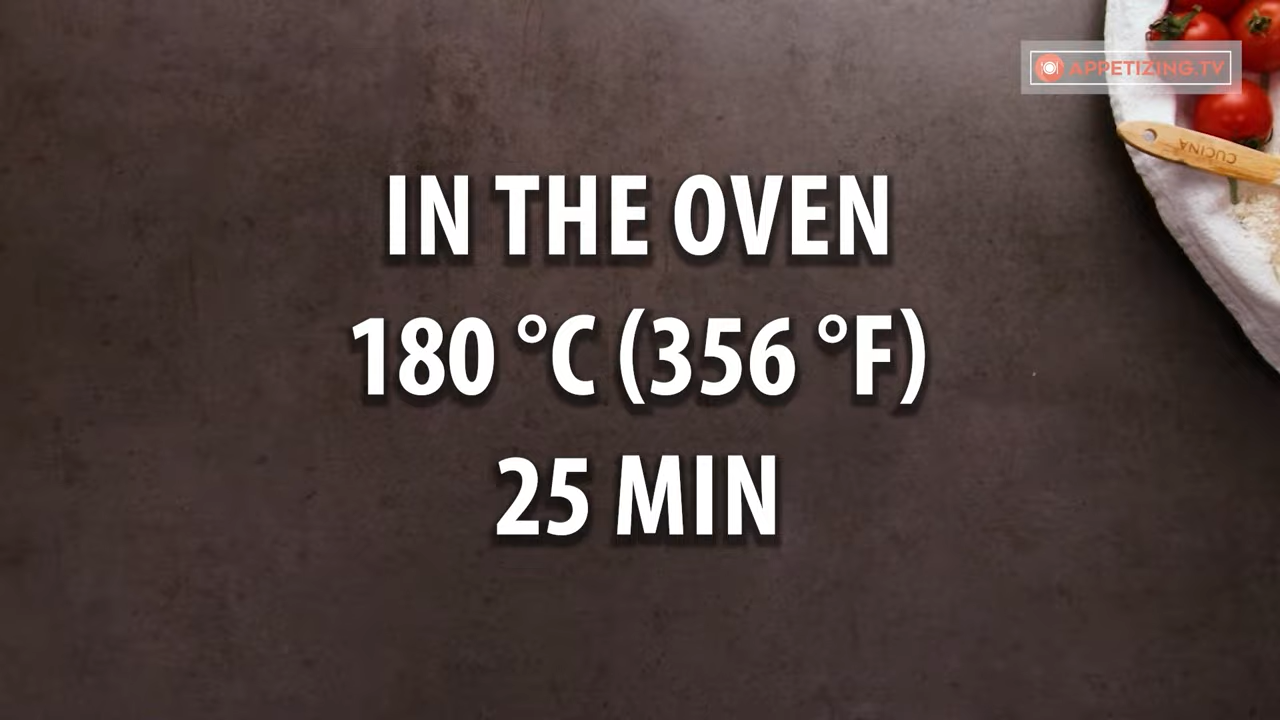 APPETIZING.TV
CUCINA
IN THE OVEN
180 °C (356 °F)
25 MIN